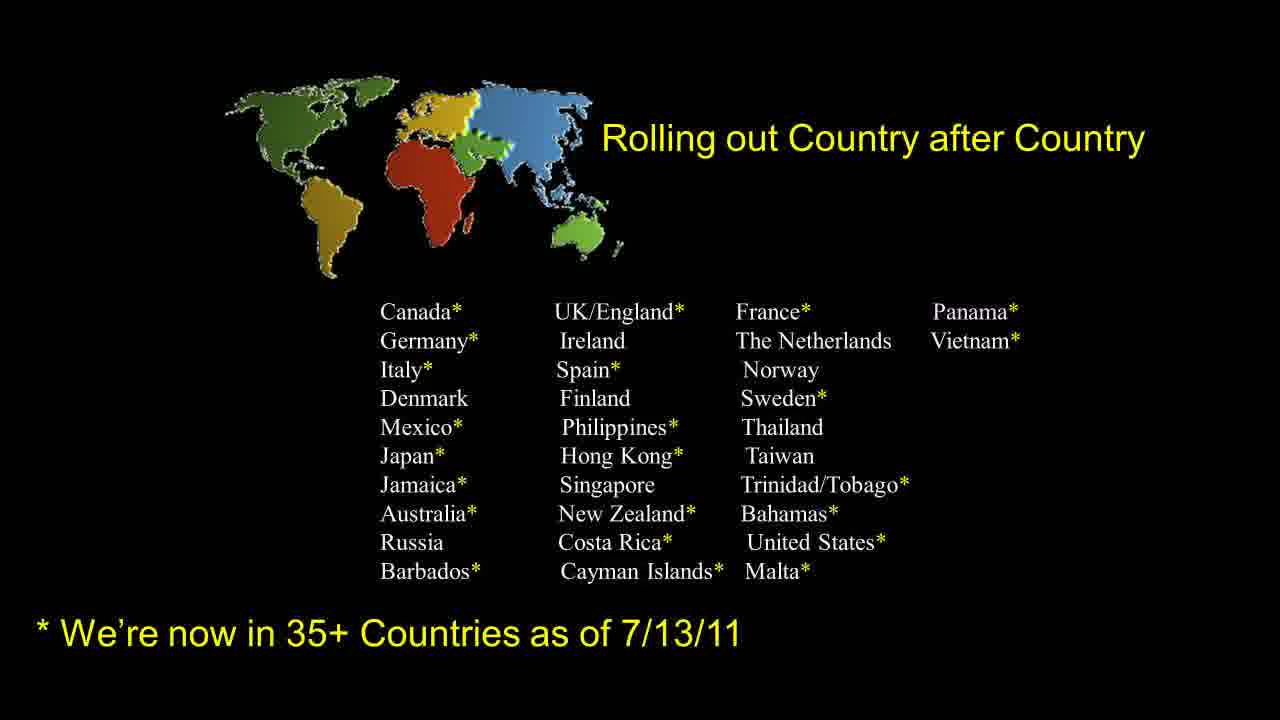 Rolling out Country after Country
Canada* UK/England* France* Panama*
Germany* Ireland The Netherlands Vietnam*
Italy* Spain* Norway
Denmark Finland Sweden*
Mexico* Philippines* Thailand
Japan* Hong Kong* Taiwan
Jamaica* Singapore Trinidad/Tobago*
Australia* New Zealand* Bahamas*
Russia Costa Rica* United States*
Barbados* Cayman Islands* Malta*
* We’re now in 35+ Countries as of 7/13/11